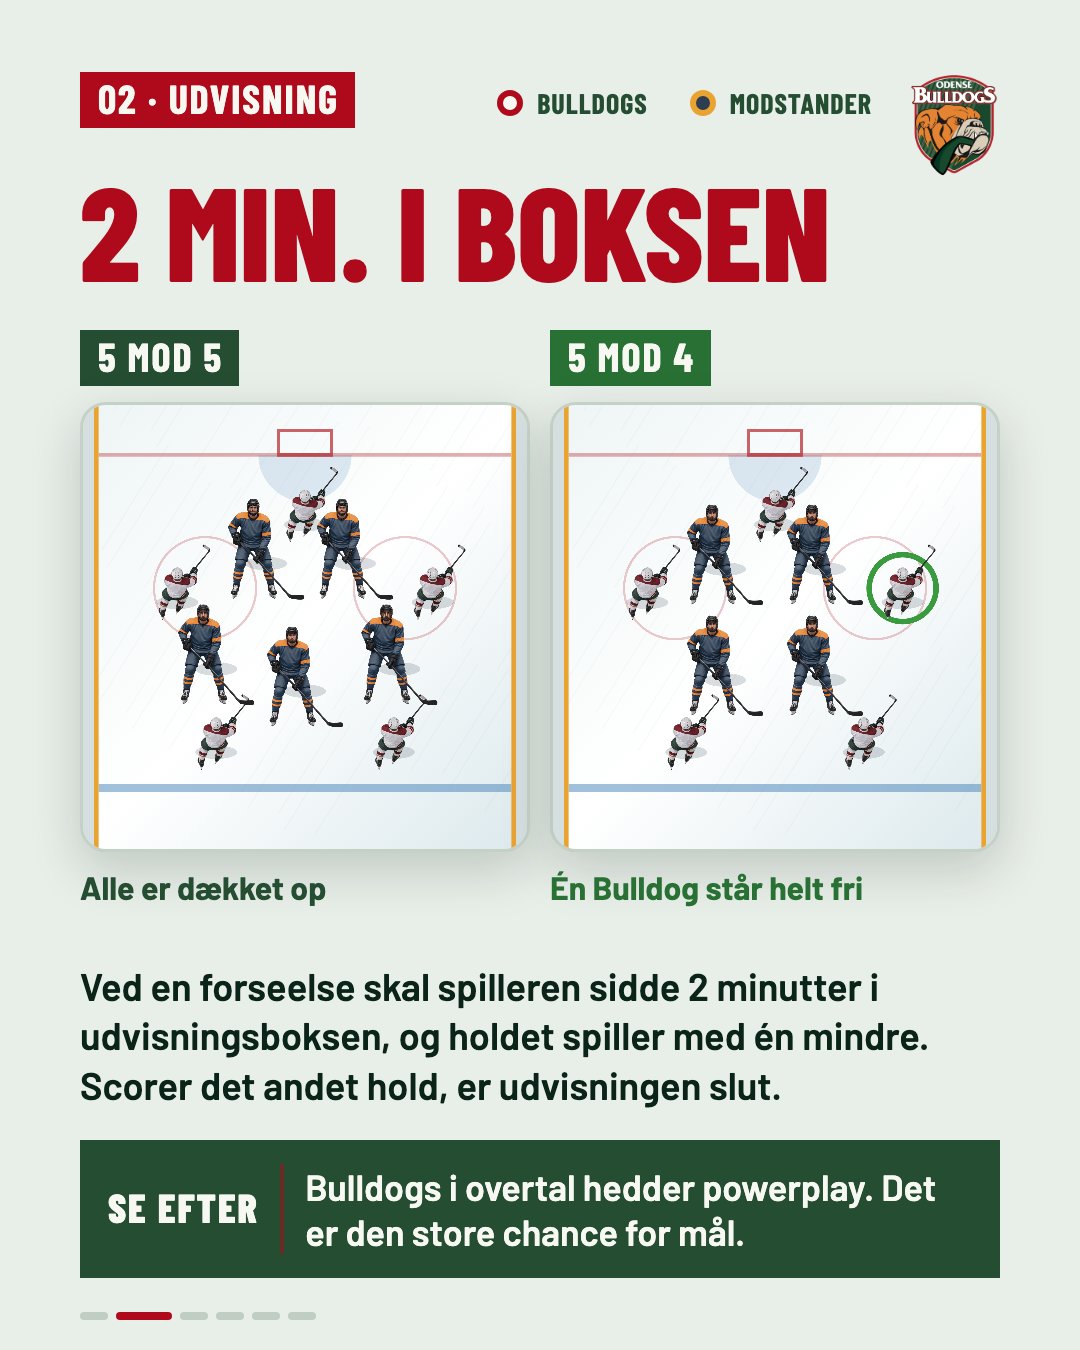 02 · UDVISNING
BULLDOGS
MODSTANDER
ODENSE
BULLDOGS
2 MIN. I BOKSEN
5 MOD 5
5 MOD 4
Alle er dækket op
Én Bulldog står helt fri
Ved en forseelse skal spilleren sidde 2 minutter i
udvisningsboksen, og holdet spiller med én mindre.
Scorer det andet hold, er udvisningen slut.
SE EFTER
Bulldogs i overtal hedder powerplay. Det
er den store chance for mål.